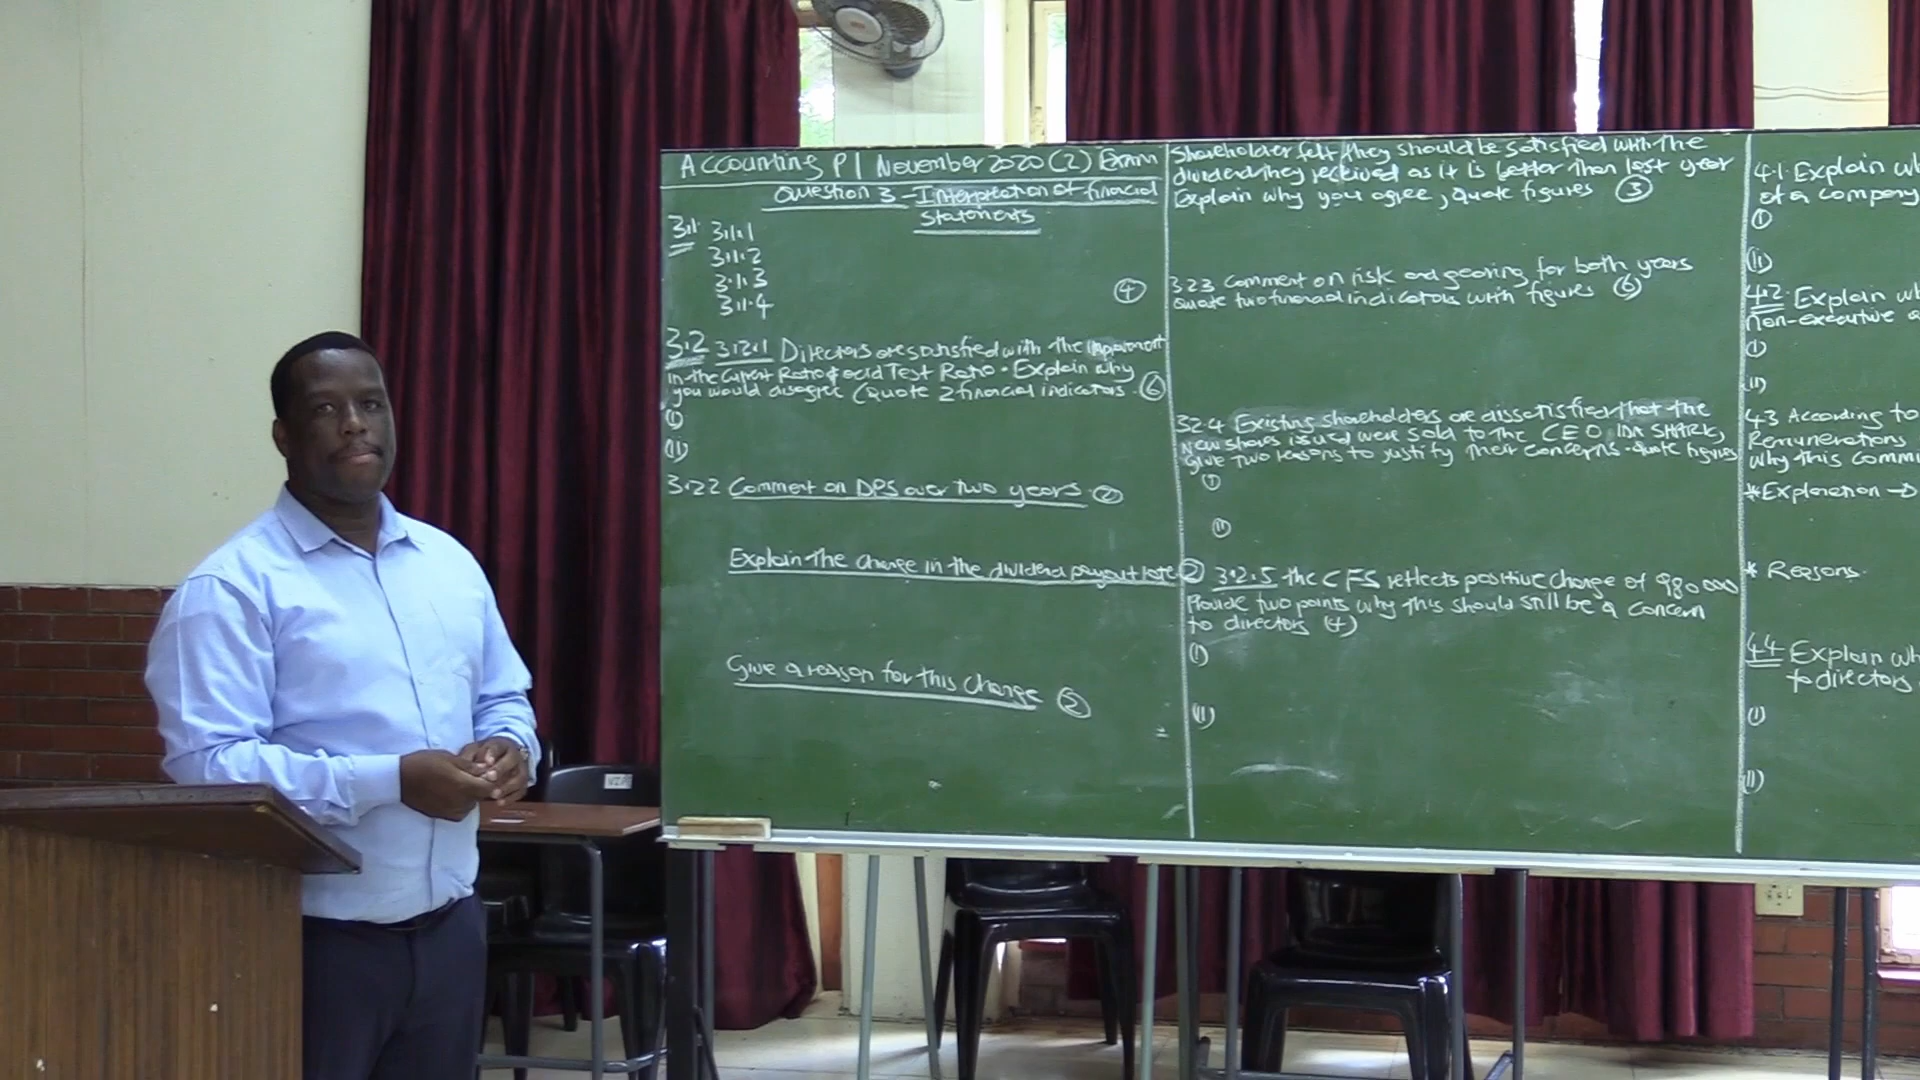 Accounting P1 November 2020 (2) Exam
Question 3 - Interpretation of financial
Statements
3.1 3.1.1
3.1.2
3.1.3
3.1.4
4
3.2 3.2.1 Directors are satisfied with the improvement
in the Current Ratio & acid Test Ratio. Explain why
you would disagree (Quote 2 financial indicators. 6
(i)
(ii)
3.2.2 Comment on DPS over two years. 2
Explain the change in the dividend payout rate 2
Give a reason for this change 2
Shareholder felt they should be satisfied with the
dividend they received as it is better than last year
Explain why you agree, quote figures 3
3.2.3 Comment on risk and gearing for both years
Quote two financial indicators with figures 6
3.2.4 Existing shareholders are dissatisfied that the
New shares issued were sold to the CEO IDA SHARK,
Give two reasons to justify their concerns. Quote figures
(i)
(ii)
3.2.5 the CFS reflects positive change of 980 000
Provide two points why this should still be a concern
to directors (4)
(i)
(ii)
4.1. Explain wh
of a company
(i)
(ii)
4.2. Explain wh
non-executive
(i)
(ii)
4.3 According to
Remunerations
why this commi
*Explanation
* Reasons.
4.4 Explain wh
to directors
(i)
(ii)
VIP